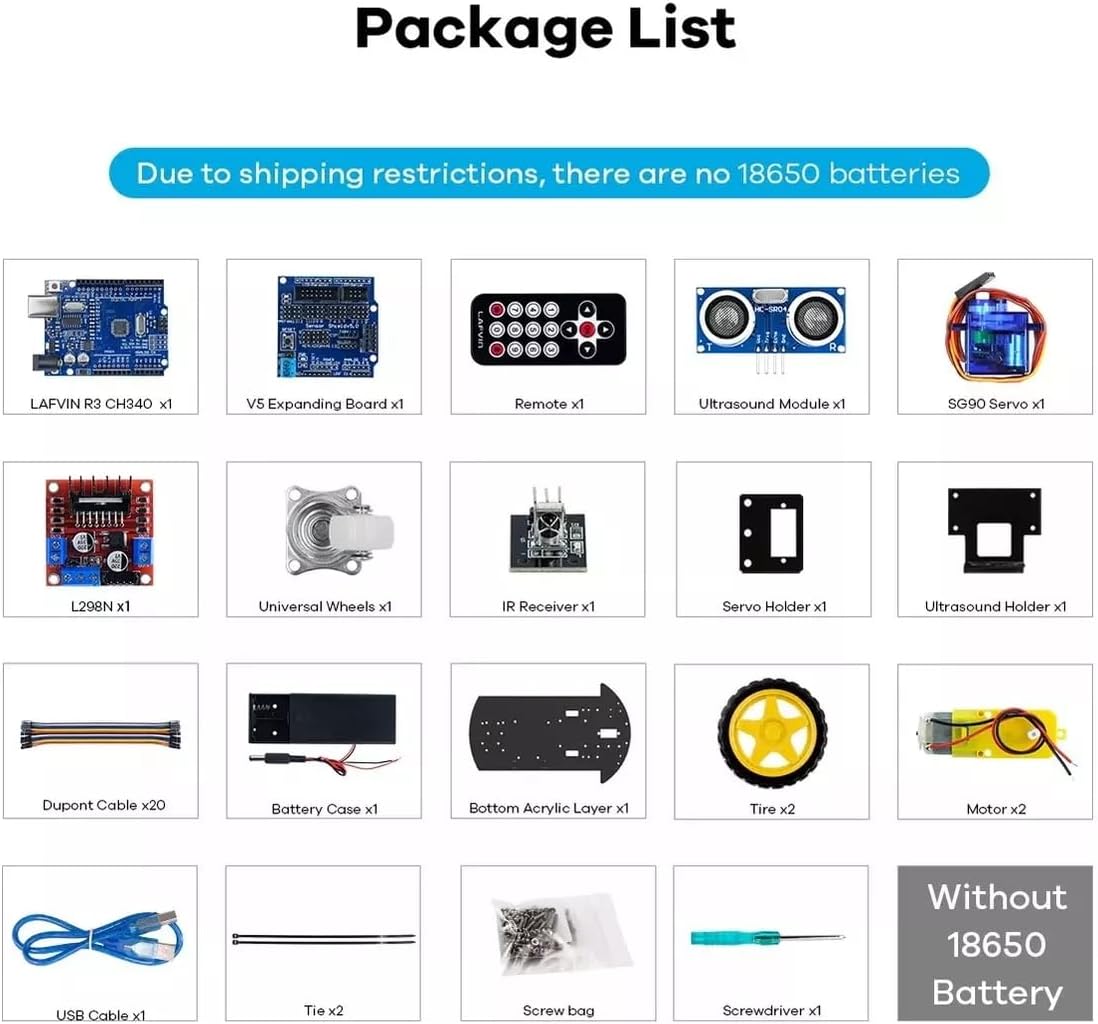 Package List
Due to shipping restrictions, there are no 18650 batteries
LAFVIN R3 CH340 x1
V5 Expanding Board x1
LAFVIN
Remote x1
HC-SR04
T
R
Ultrasound Module x1
SG90 Servo x1
L298N x1
Universal Wheels x1
IR Receiver x1
Servo Holder x1
Ultrasound Holder x1
Dupont Cable x20
Battery Case x1
Bottom Acrylic Layer x1
Tire x2
Motor x2
USB Cable x1
Tie x2
Screw bag
Screwdriver x1
Without
18650
Battery